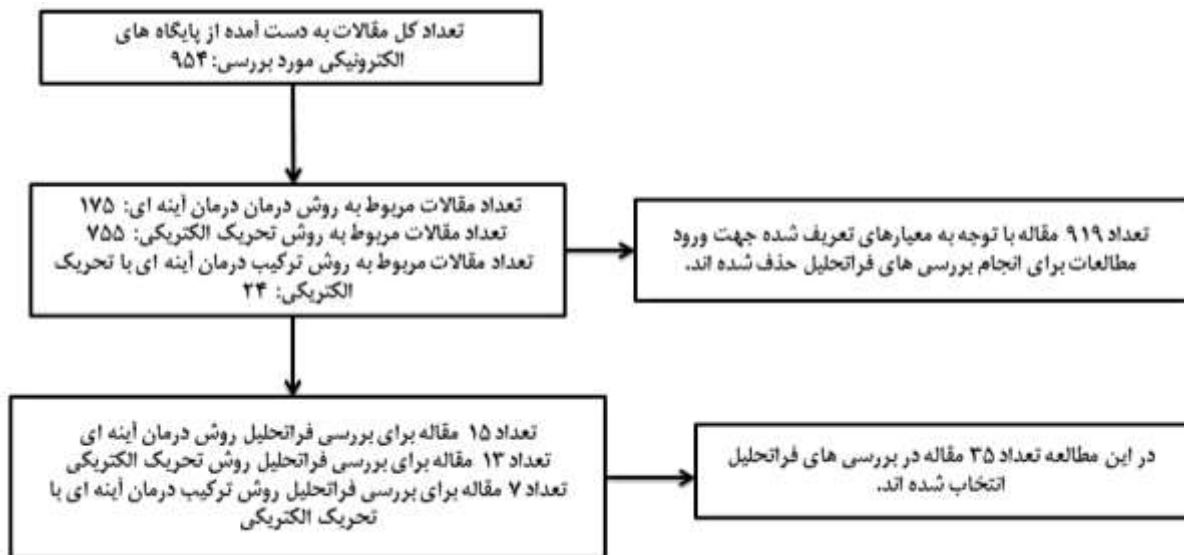 تعداد کل مقالات به دست آمده از پایگاه های
الکترونیکی مورد بررسی: ۹۵۴
تعداد مقالات مربوط به روش درمان درمان آینه ای: ۱۷۵
تعداد مقالات مربوط به روش تحریک الکتریکی: ۷۵۵
تعداد مقالات مربوط به روش ترکیب درمان آینه ای با تحریک
الکتریکی: ۲۴
تعداد ۹۱۹ مقاله با توجه به معیارهای تعریف شده جهت ورود
مطالعات برای انجام بررسی های فراتحلیل حذف شده اند.
تعداد ۱۵ مقاله برای بررسی فراتحلیل روش درمان آینه ای
تعداد ۱۳ مقاله برای بررسی فراتحلیل روش تحریک الکتریکی
تعداد ۷ مقاله برای بررسی فراتحلیل روش ترکیب درمان آینه ای با
تحریک الکتریکی
در این مطالعه تعداد ۳۵ مقاله در بررسی های فراتحلیل
انتخاب شده اند.